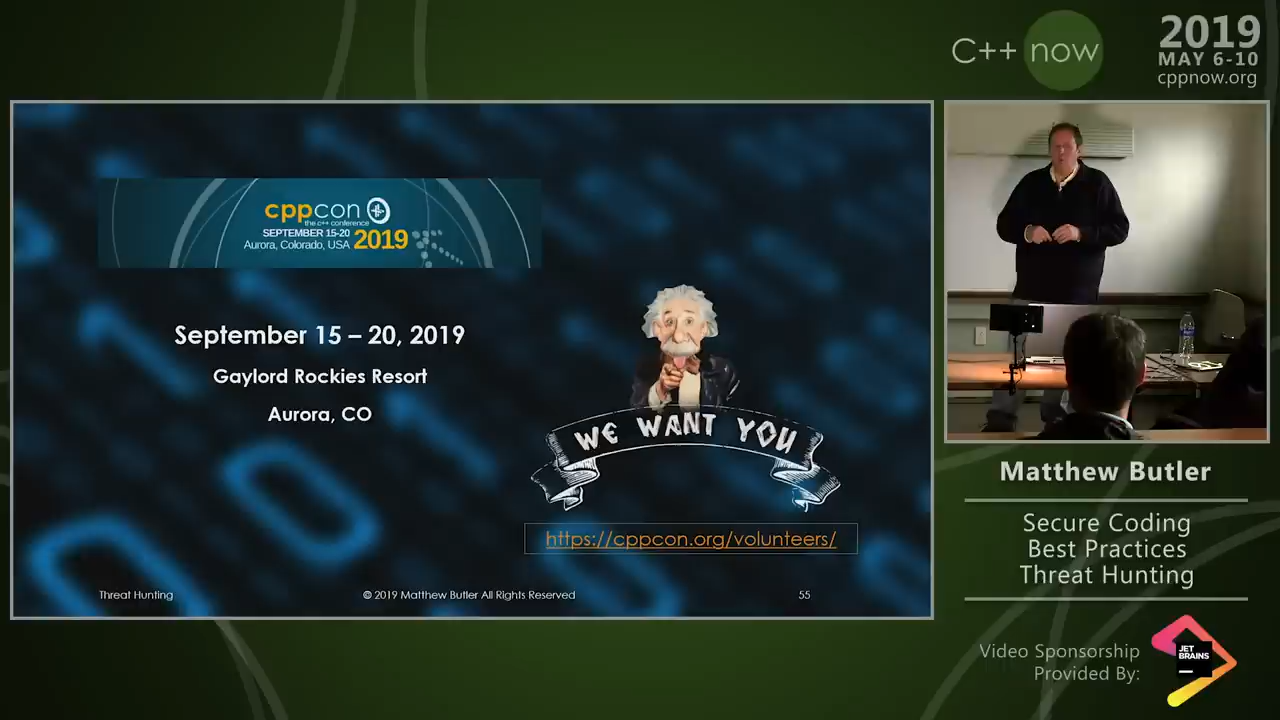 C++ now
2019
MAY 6-10
cppnow.org
cppcon
the c++ conference
SEPTEMBER 15-20
Aurora, Colorado, USA 2019
September 15 – 20, 2019
Gaylord Rockies Resort
Aurora, CO
WE WANT YOU
https://cppcon.org/volunteers/
Threat Hunting
© 2019 Matthew Butler All Rights Reserved
55
Matthew Butler
Secure Coding
Best Practices
Threat Hunting
Video Sponsorship
Provided By:
JET
BRAINS